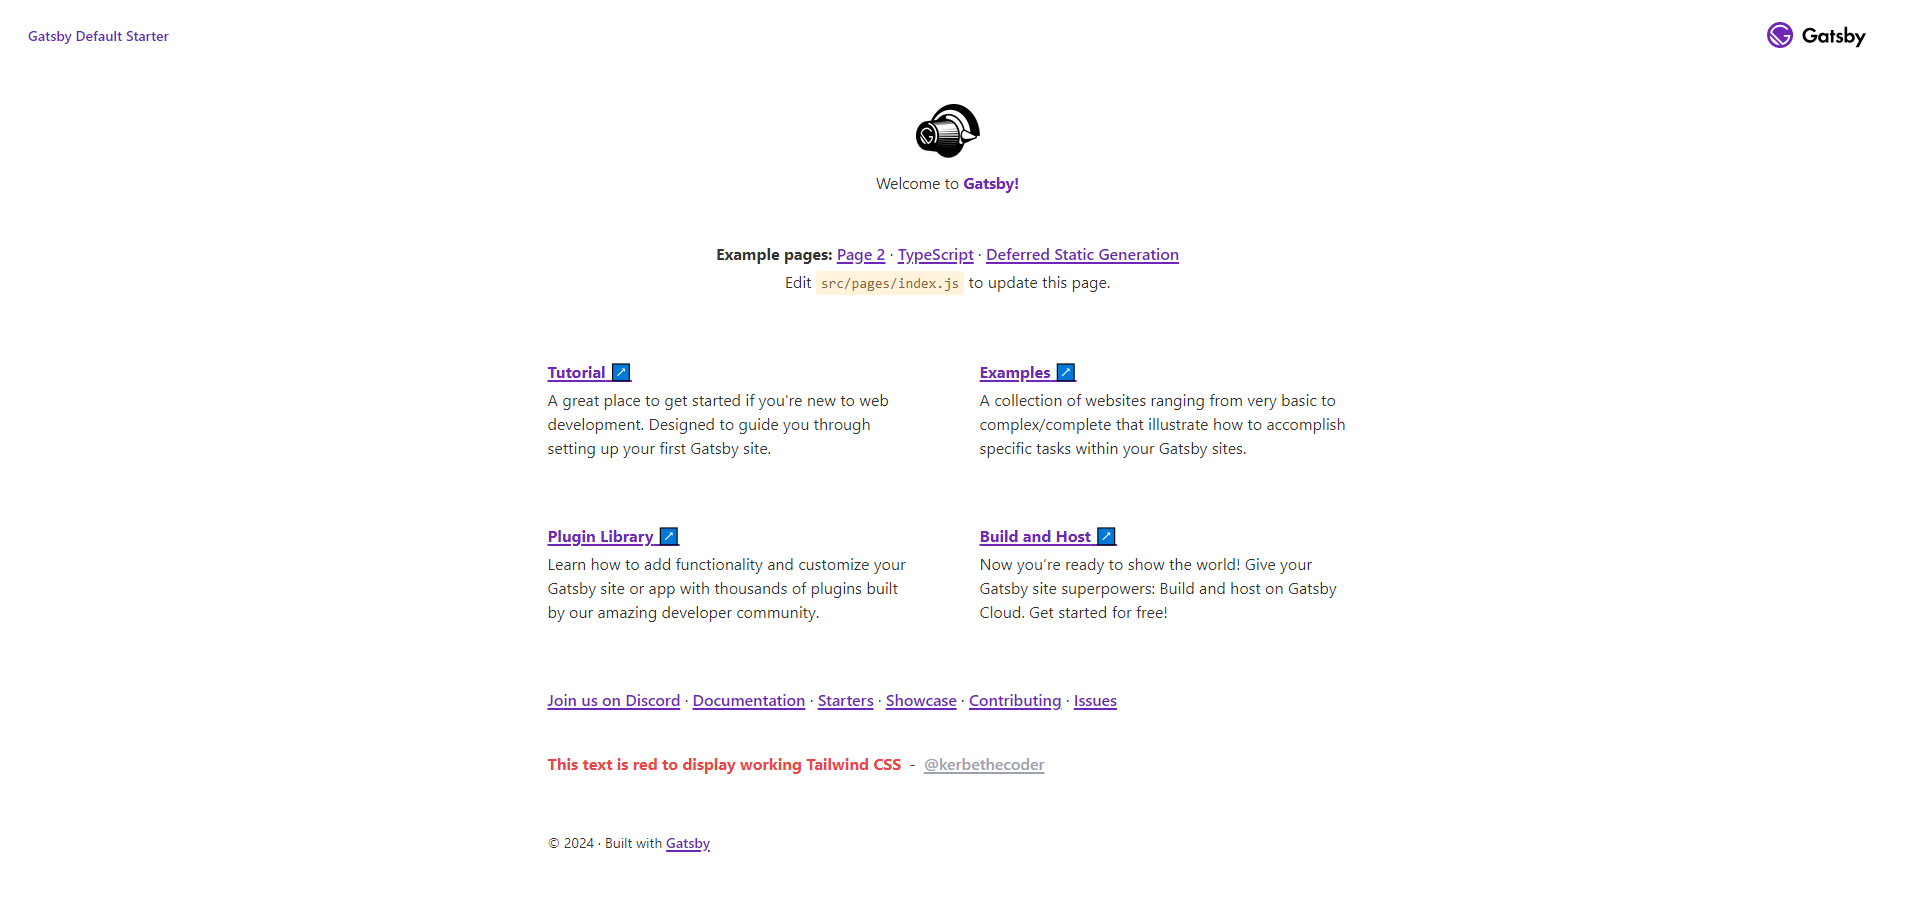 Gatsby Default Starter
Gatsby
G
Welcome to Gatsby!
Example pages: Page 2 · TypeScript · Deferred Static Generation
Edit src/pages/index.js to update this page.
Tutorial ↗
A great place to get started if you're new to web
development. Designed to guide you through
setting up your first Gatsby site.
Examples ↗
A collection of websites ranging from very basic to
complex/complete that illustrate how to accomplish
specific tasks within your Gatsby sites.
Plugin Library ↗
Learn how to add functionality and customize your
Gatsby site or app with thousands of plugins built
by our amazing developer community.
Build and Host ↗
Now you’re ready to show the world! Give your
Gatsby site superpowers: Build and host on Gatsby
Cloud. Get started for free!
Join us on Discord · Documentation · Starters · Showcase · Contributing · Issues
This text is red to display working Tailwind CSS - @kerbethecoder
© 2024 · Built with Gatsby